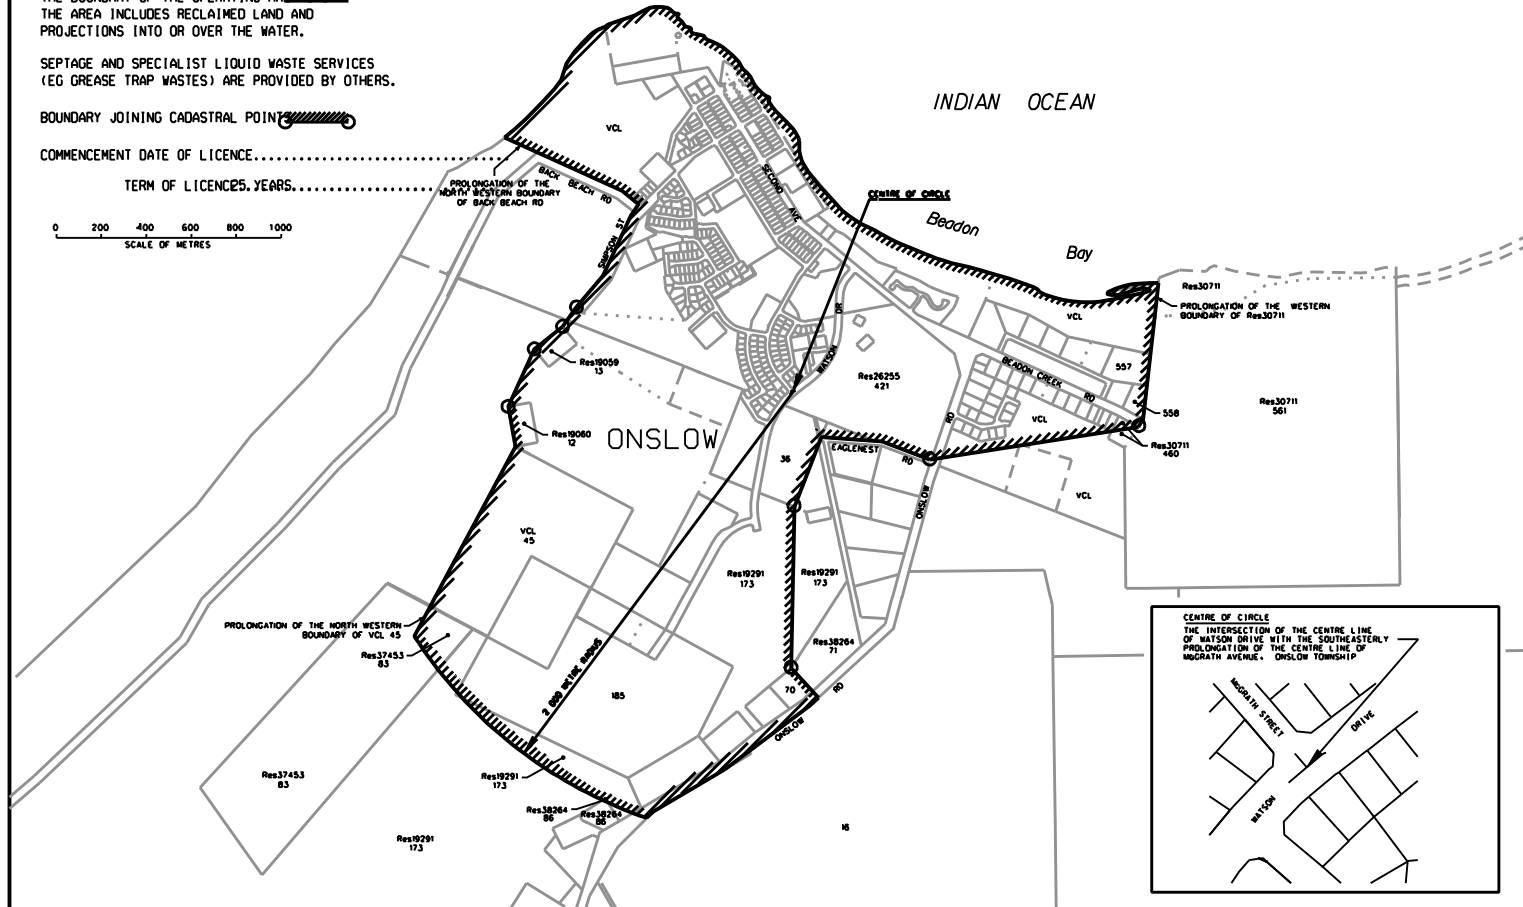 THE AREA INCLUDES RECLAIMED LAND AND
PROJECTIONS INTO OR OVER THE WATER.
SEPTAGE AND SPECIALIST LIQUID WASTE SERVICES
(EG GREASE TRAP WASTES) ARE PROVIDED BY OTHERS.
BOUNDARY JOINING CADASTRAL POINTS
COMMENCEMENT DATE OF LICENCE
TERM OF LICENCE 25.YEARS.
0 200 400 600 800 1000
SCALE OF METRES
INDIAN OCEAN
VCL
BACK BEACH RD
PROLONGATION OF THE
NORTH WESTERN BOUNDARY
OF BACK BEACH RD
SIMPSON ST
SECOND AVE
CENTRE OF CIRCLE
Beadon
Bay
Res30711
PROLONGATION OF THE WESTERN
BOUNDARY OF Res30711
VCL
WATSON DR
Res19059
13
Res26255
421
BEADON CREEK RD
557
558
Res30711
561
Res19060
12
ONSLOW
VCL
Res30711
460
36
EAGLENEST RD
ONSLOW RD
VCL
VCL
45
Res19291
173
Res19291
173
PROLONGATION OF THE NORTH WESTERN
BOUNDARY OF VCL 45
Res37453
83
Res38264
71
2 000 METRE RADIUS
185
70
ONSLOW RD
Res37453
83
Res19291
173
Res38264
86
Res38264
86
Res19291
173
16
CENTRE OF CIRCLE
THE INTERSECTION OF THE CENTRE LINE
OF WATSON DRIVE WITH THE SOUTHEASTERLY
PROLONGATION OF THE CENTRE LINE OF
McGRATH AVENUE. ONSLOW TOWNSHIP
McGRATH STREET
WATSON DRIVE